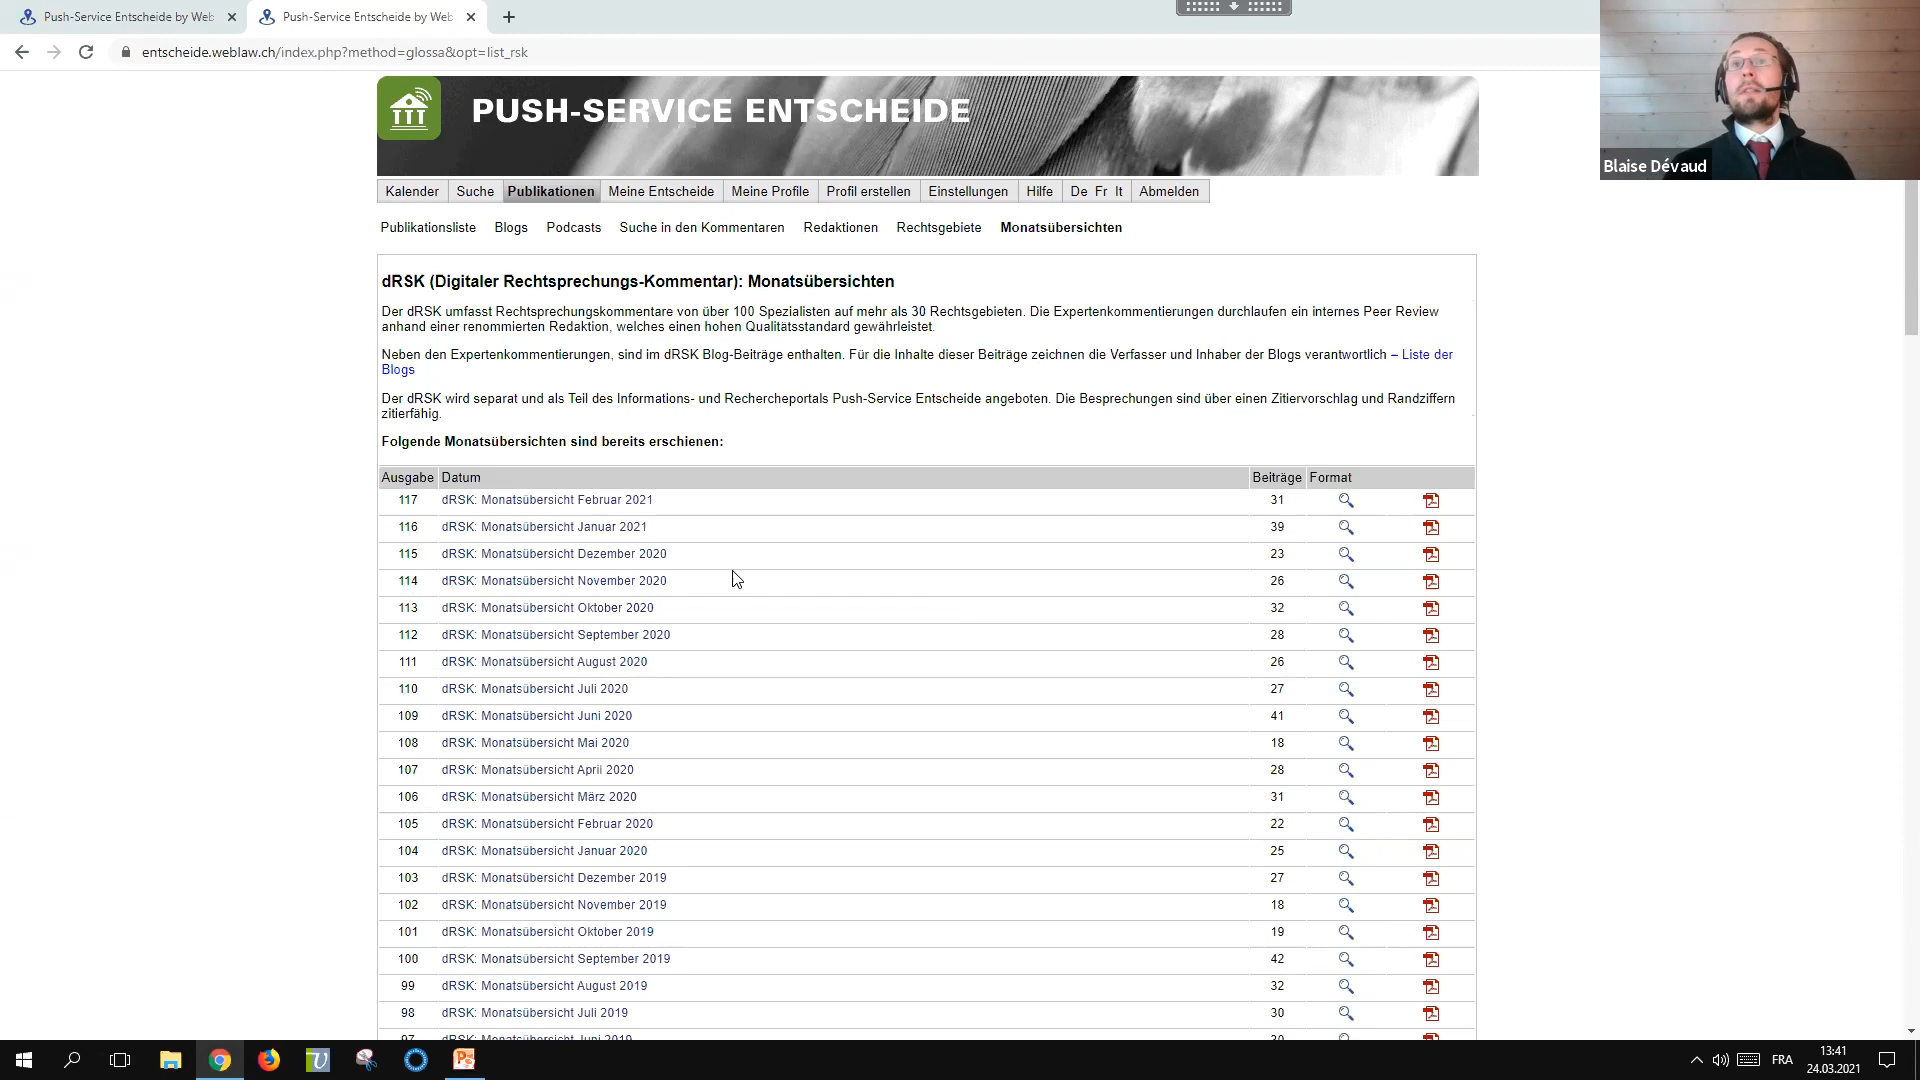 Push-Service Entscheide by Web
Push-Service Entscheide by Web
entscheide.weblaw.ch/index.php?method=glossa&opt=list_rsk
PUSH-SERVICE ENTSCHEIDE
Blaise Dévaud
Kalender Suche Publikationen Meine Entscheide Meine Profile Profil erstellen Einstellungen Hilfe De Fr It Abmelden
Publikationsliste Blogs Podcasts Suche in den Kommentaren Redaktionen Rechtsgebiete Monatsübersichten
dRSK (Digitaler Rechtsprechungs-Kommentar): Monatsübersichten
Der dRSK umfasst Rechtsprechungskommentare von über 100 Spezialisten auf mehr als 30 Rechtsgebieten. Die Expertenkommentierungen durchlaufen ein internes Peer Review
anhand einer renommierten Redaktion, welches einen hohen Qualitätsstandard gewährleistet.
Neben den Expertenkommentierungen, sind im dRSK Blog-Beiträge enthalten. Für die Inhalte dieser Beiträge zeichnen die Verfasser und Inhaber der Blogs verantwortlich – Liste der
Blogs
Der dRSK wird separat und als Teil des Informations- und Rechercheportals Push-Service Entscheide angeboten. Die Besprechungen sind über einen Zitiervorschlag und Randziffern
zitierfähig.
Folgende Monatsübersichten sind bereits erschienen:
Ausgabe Datum Beiträge Format
117 dRSK: Monatsübersicht Februar 2021 31
116 dRSK: Monatsübersicht Januar 2021 39
115 dRSK: Monatsübersicht Dezember 2020 23
114 dRSK: Monatsübersicht November 2020 26
113 dRSK: Monatsübersicht Oktober 2020 32
112 dRSK: Monatsübersicht September 2020 28
111 dRSK: Monatsübersicht August 2020 26
110 dRSK: Monatsübersicht Juli 2020 27
109 dRSK: Monatsübersicht Juni 2020 41
108 dRSK: Monatsübersicht Mai 2020 18
107 dRSK: Monatsübersicht April 2020 28
106 dRSK: Monatsübersicht März 2020 31
105 dRSK: Monatsübersicht Februar 2020 22
104 dRSK: Monatsübersicht Januar 2020 25
103 dRSK: Monatsübersicht Dezember 2019 27
102 dRSK: Monatsübersicht November 2019 18
101 dRSK: Monatsübersicht Oktober 2019 19
100 dRSK: Monatsübersicht September 2019 42
99 dRSK: Monatsübersicht August 2019 32
98 dRSK: Monatsübersicht Juli 2019 30
97 dRSK: Monatsübersicht Juni 2019
FRA
13:41
24.03.2021